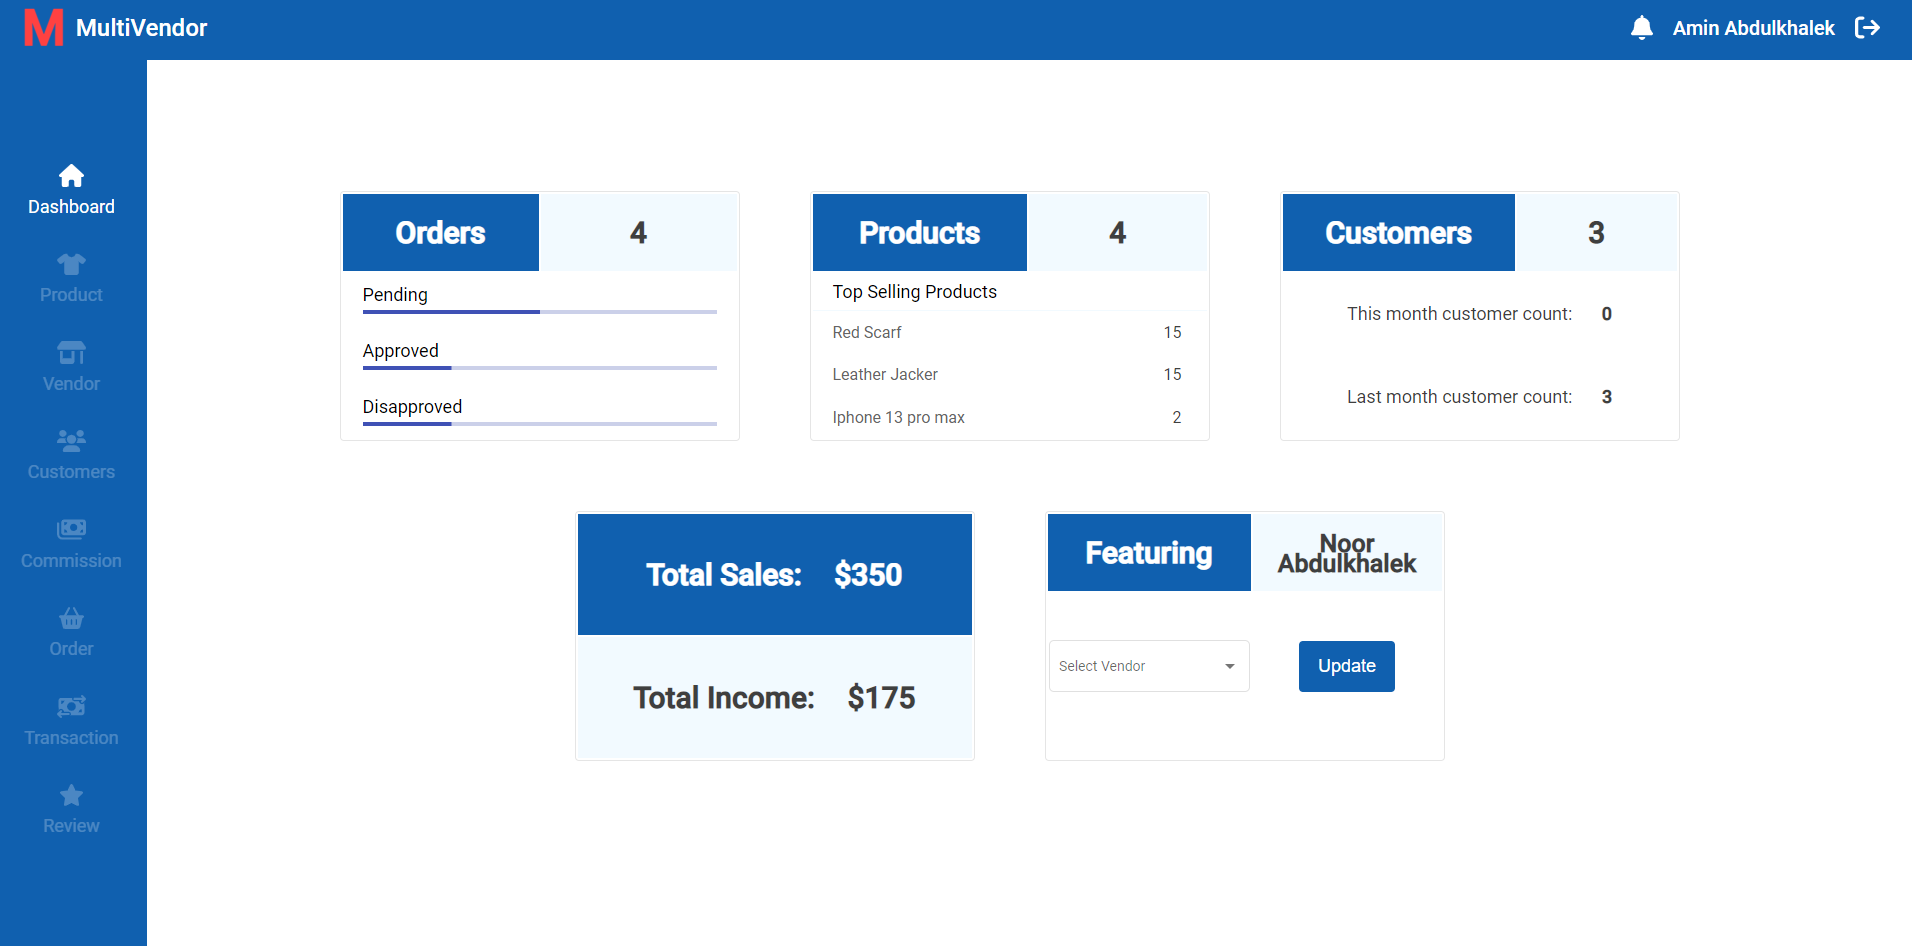 M MultiVendor
Amin Abdulkhalek
Dashboard
Product
Vendor
Customers
Commission
Order
Transaction
Review
Orders 4
Pending
Approved
Disapproved
Products 4
Top Selling Products
Red Scarf 15
Leather Jacker 15
Iphone 13 pro max 2
Customers 3
This month customer count: 0
Last month customer count: 3
Total Sales: $350
Total Income: $175
Featuring
Noor
Abdulkhalek
Select Vendor
Update